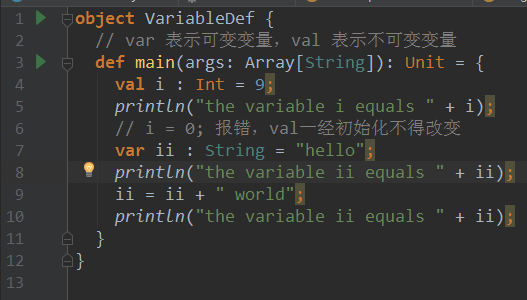 1 object VariableDef {
2 // var 表示可变变量，val 表示不可变变量
3 def main(args: Array[String]): Unit = {
4 val i : Int = 9;
5 println("the variable i equals " + i);
6 // i = 0; 报错，val一经初始化不得改变
7 var ii : String = "hello";
8 println("the variable ii equals " + ii);
9 ii = ii + " world";
10 println("the variable ii equals " + ii);
11 }
12 }
13